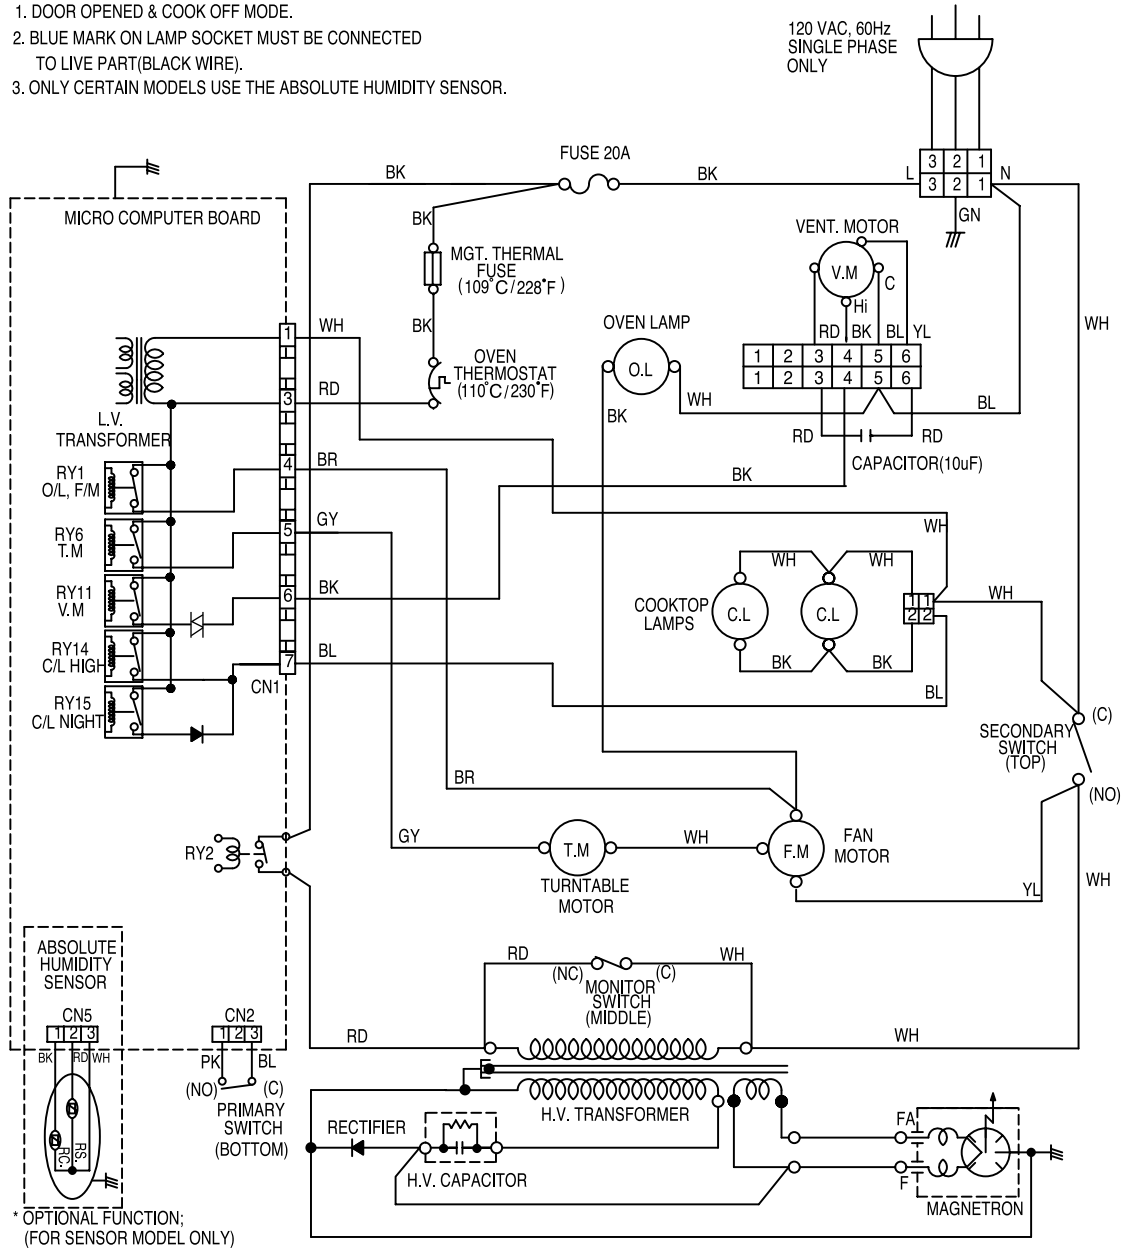 1. DOOR OPENED & COOK OFF MODE.
2. BLUE MARK ON LAMP SOCKET MUST BE CONNECTED
TO LIVE PART(BLACK WIRE).
3. ONLY CERTAIN MODELS USE THE ABSOLUTE HUMIDITY SENSOR.
120 VAC, 60Hz
SINGLE PHASE
ONLY
FUSE 20A
BK
BK
L
3 2 1
3 2 1
N
GN
MICRO COMPUTER BOARD
BK
MGT. THERMAL
FUSE
(109°C/228°F)
BK
OVEN
THERMOSTAT
(110°C/230°F)
VENT. MOTOR
V.M
C
Hi
RD BK BL YL
1 2 3 4 5 6
1 2 3 4 5 6
RD
RD
CAPACITOR(10uF)
BL
WH
OVEN LAMP
O.L
WH
BK
BK
1
WH
3
RD
4
BR
5
GY
6
BK
7
BL
CN1
L.V.
TRANSFORMER
RY1
O/L, F/M
RY6
T.M
RY11
V.M
RY14
C/L HIGH
RY15
C/L NIGHT
WH
WH
WH
COOKTOP
LAMPS
C.L
C.L
1 1
2 2
WH
BK
BK
BL
(C)
SECONDARY
SWITCH
(TOP)
(NO)
BR
RY2
GY
T.M
TURNTABLE
MOTOR
WH
F.M
FAN
MOTOR
YL
WH
ABSOLUTE
HUMIDITY
SENSOR
CN5
1 2 3
BK RD WH
RC.
RS.
* OPTIONAL FUNCTION;
(FOR SENSOR MODEL ONLY)
CN2
1 2 3
PK
BL
(NO)
(C)
PRIMARY
SWITCH
(BOTTOM)
RD
WH
(NC)
(C)
MONITOR
SWITCH
(MIDDLE)
RD
WH
H.V. TRANSFORMER
RECTIFIER
H.V. CAPACITOR
FA
F
MAGNETRON